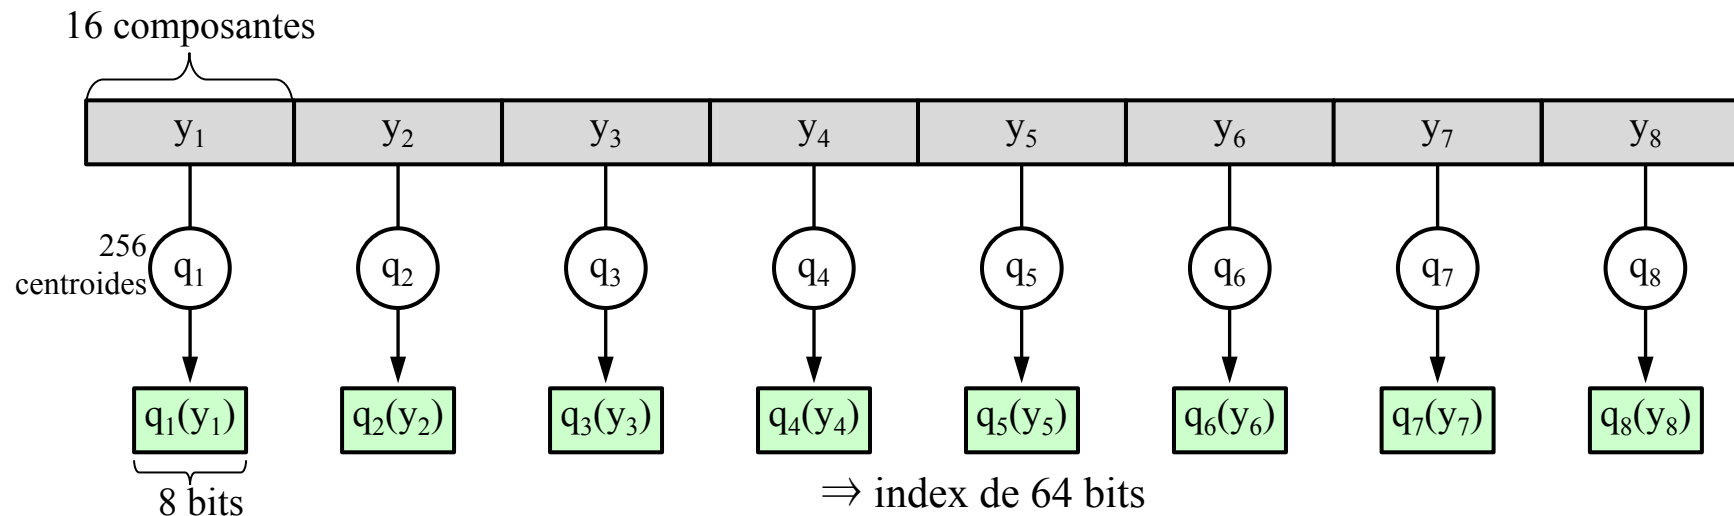 16 composantes
y₁ y₂ y₃ y₄ y₅ y₆ y₇ y₈
256
centroides
q₁ q₂ q₃ q₄ q₅ q₆ q₇ q₈
q₁(y₁) q₂(y₂) q₃(y₃) q₄(y₄) q₅(y₅) q₆(y₆) q₇(y₇) q₈(y₈)
8 bits
⇒ index de 64 bits